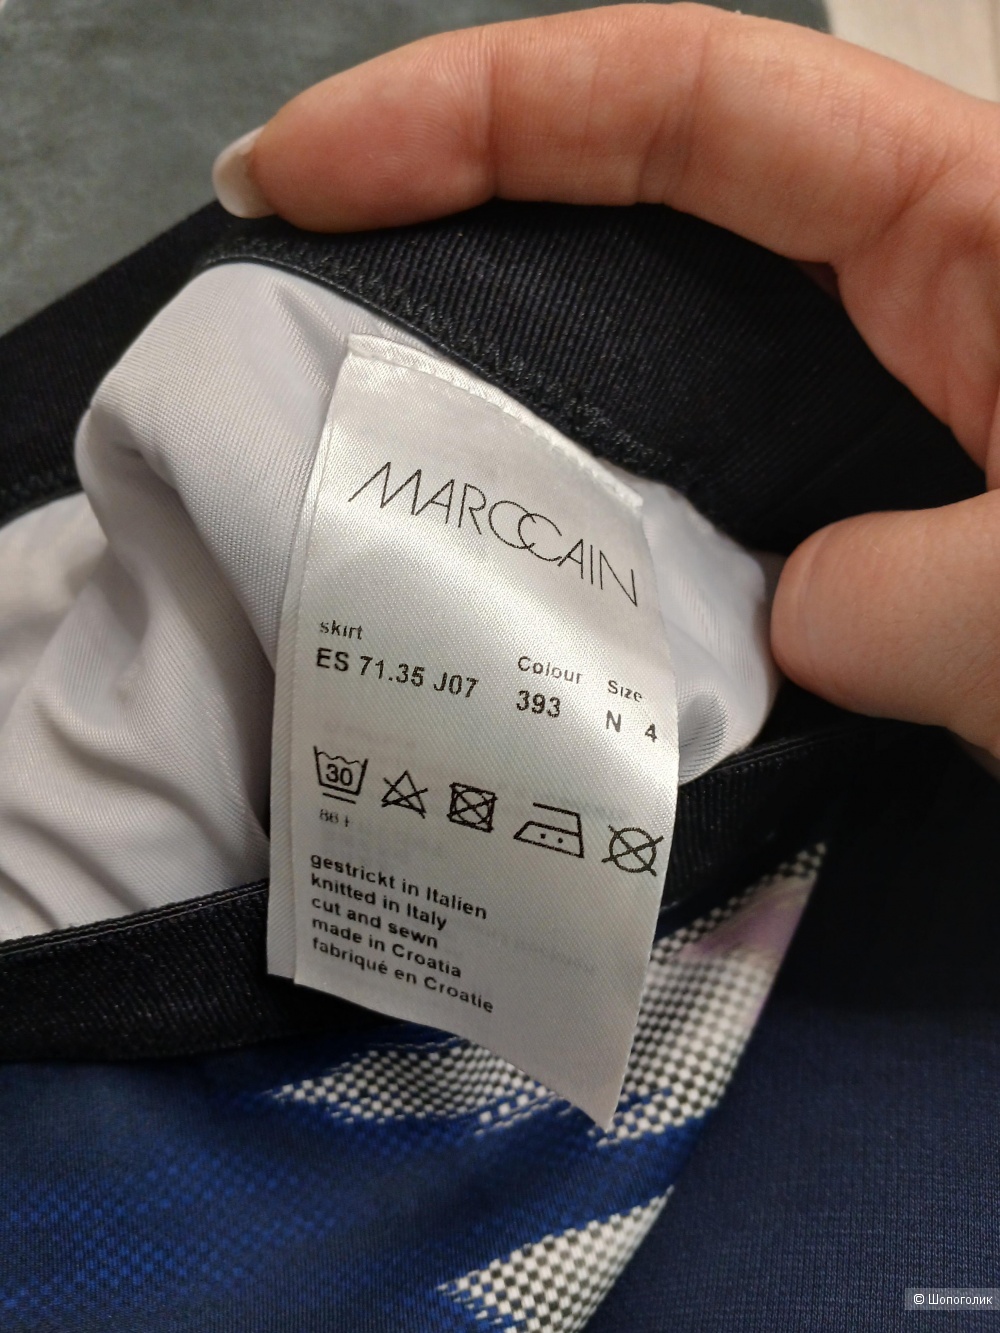 MARCCAIN
skirt
ES 71.35 J07
Colour
393
Size
N 4
30
gestrickt in Italien
knitted in Italy
cut and sewn
made in Croatia
fabriqué en Croatie
© Шопоголик